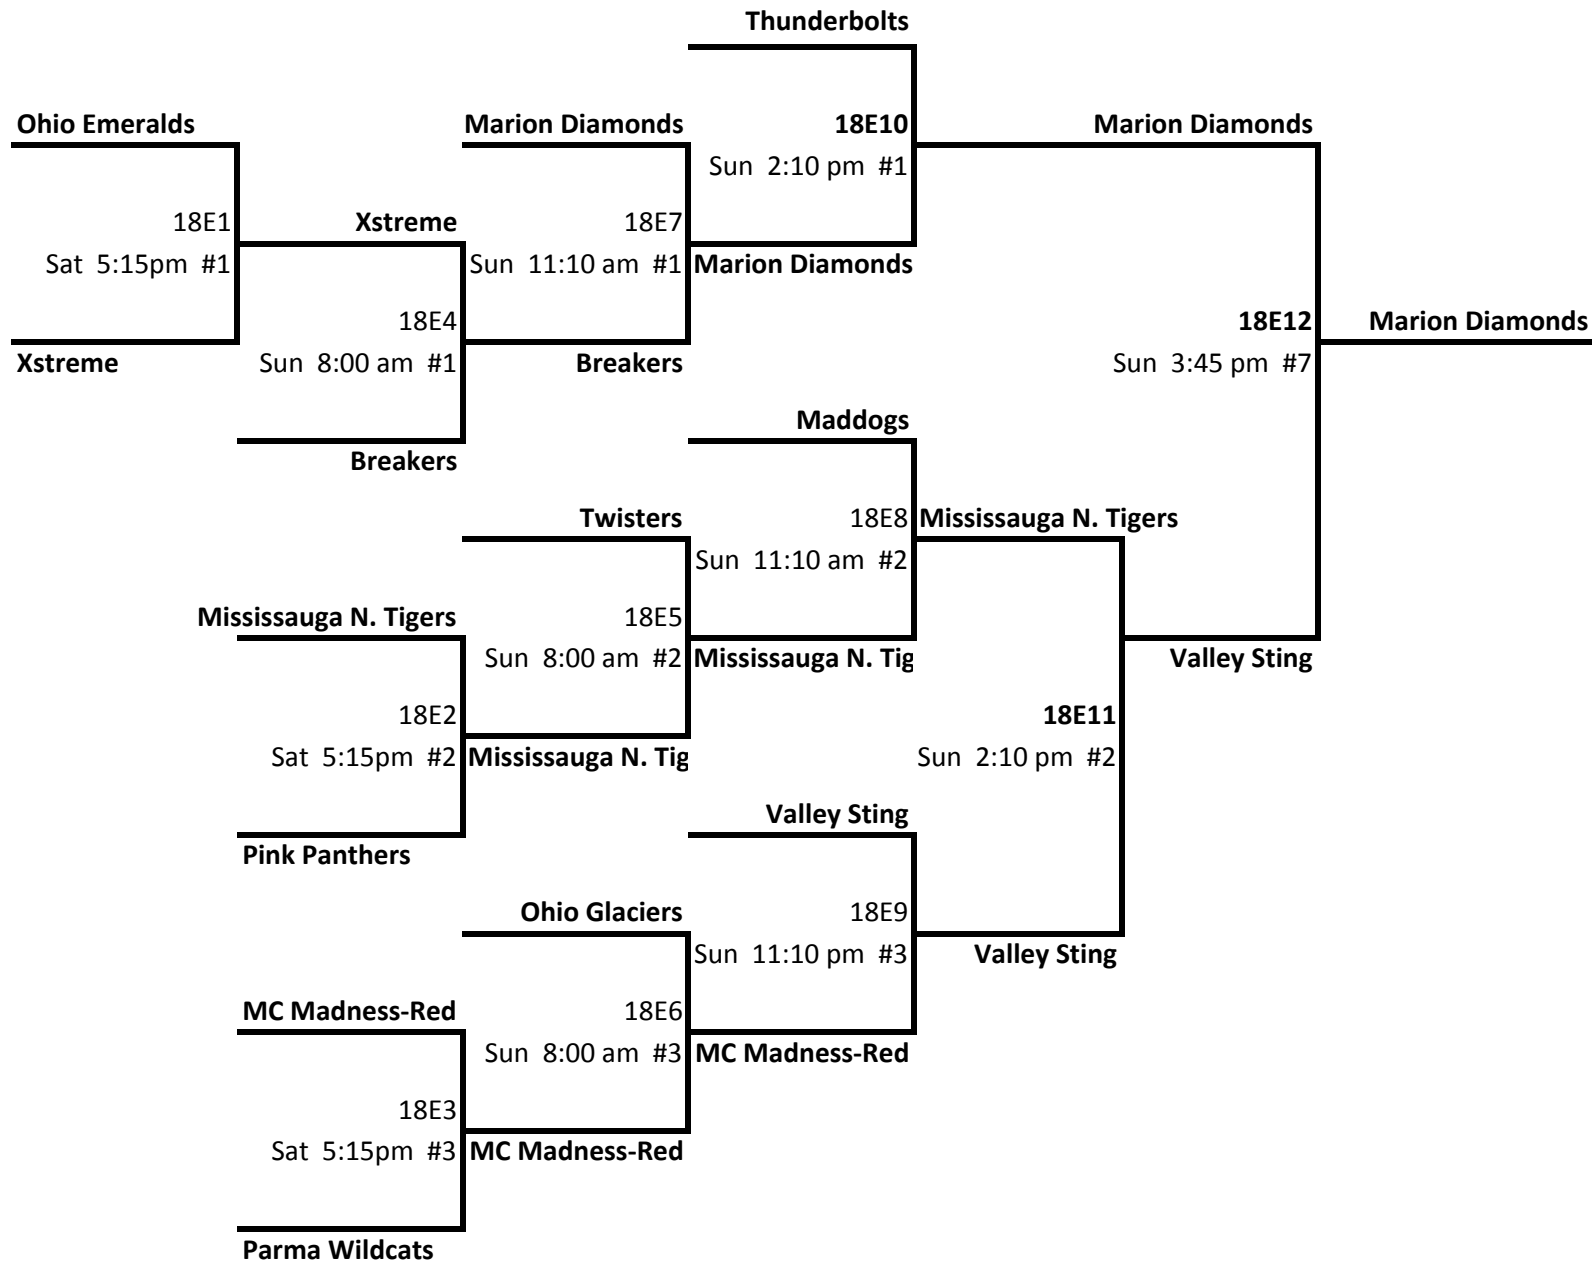 Thunderbolts
Ohio Emeralds
Marion Diamonds
18E10
Marion Diamonds
Sun 2:10 pm #1
18E1
Xstreme
18E7
Sat 5:15pm #1
Sun 11:10 am #1
Marion Diamonds
18E4
18E12
Marion Diamonds
Xstreme
Sun 8:00 am #1
Breakers
Sun 3:45 pm #7
Maddogs
Breakers
Twisters
18E8
Mississauga N. Tigers
Sun 11:10 am #2
Mississauga N. Tigers
18E5
Sun 8:00 am #2
Mississauga N. Tig
Valley Sting
18E2
18E11
Sat 5:15pm #2
Mississauga N. Tig
Sun 2:10 pm #2
Valley Sting
Pink Panthers
Ohio Glaciers
18E9
Sun 11:10 pm #3
Valley Sting
MC Madness-Red
18E6
Sun 8:00 am #3
MC Madness-Red
18E3
Sat 5:15pm #3
MC Madness-Red
Parma Wildcats